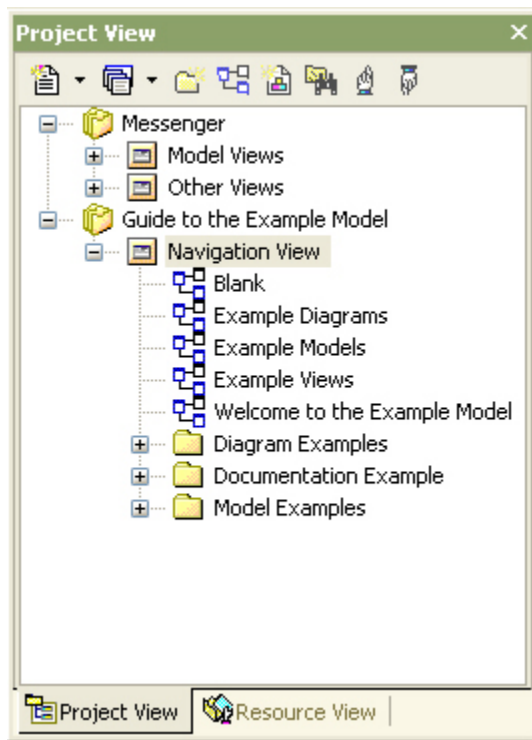 Project View
Messenger
Model Views
Other Views
Guide to the Example Model
Navigation View
Blank
Example Diagrams
Example Models
Example Views
Welcome to the Example Model
Diagram Examples
Documentation Example
Model Examples
Project View
Resource View